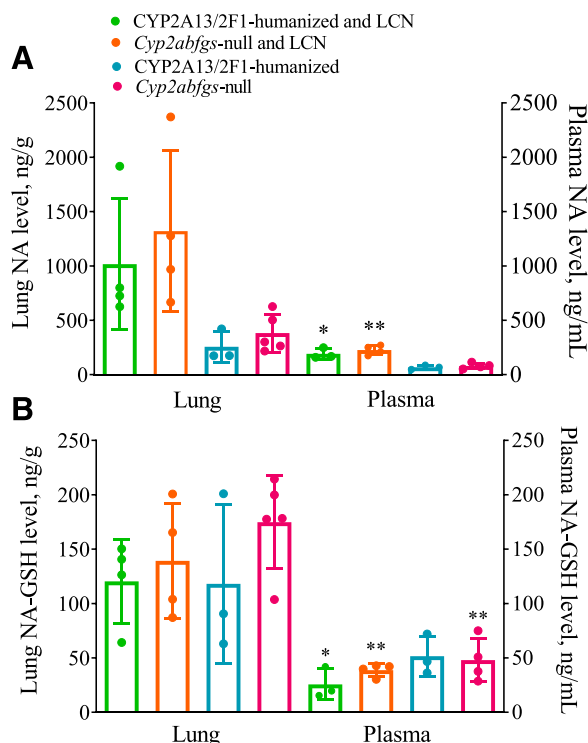 CYP2A13/2F1-humanized and LCN
Cyp2abfgs-null and LCN
CYP2A13/2F1-humanized
Cyp2abfgs-null
A
Lung NA level, ng/g
2500
2000
1500
1000
500
0
* **
2500
2000
1500
1000
500
0
Plasma NA level, ng/mL
Lung Plasma
B
Lung NA-GSH level, ng/g
250
200
150
100
50
0
* ** **
250
200
150
100
50
0
Plasma NA-GSH level, ng/mL
Lung Plasma